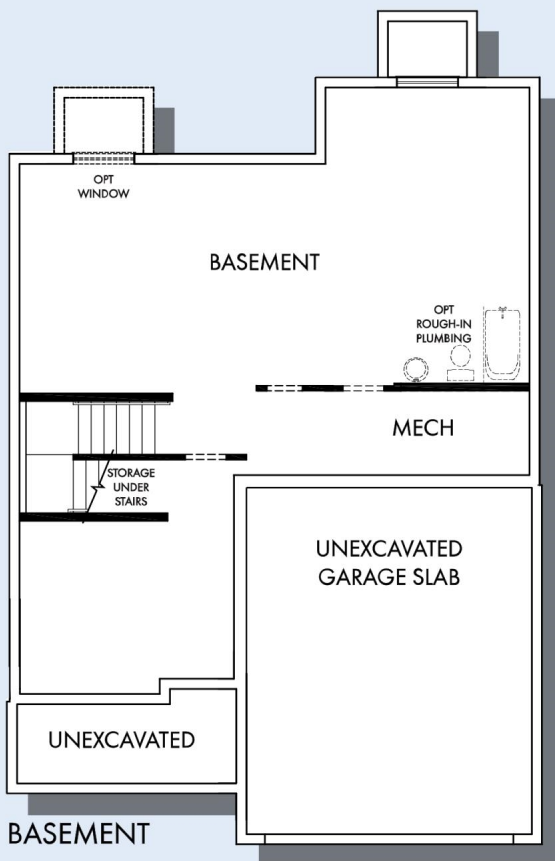 OPT
WINDOW
BASEMENT
OPT
ROUGH-IN
PLUMBING
MECH
STORAGE
UNDER
STAIRS
UNEXCAVATED
GARAGE SLAB
UNEXCAVATED
BASEMENT